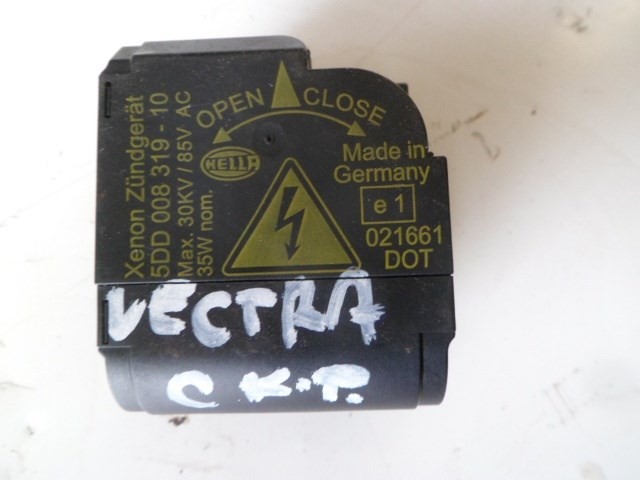 OPEN CLOSE
HELLA
Xenon Zündgerät
5DD 008 319 - 10
Max. 30KV / 85V AC
35W nom.
Made in
Germany
e 1
021661
DOT
VECTRA
C K.T.